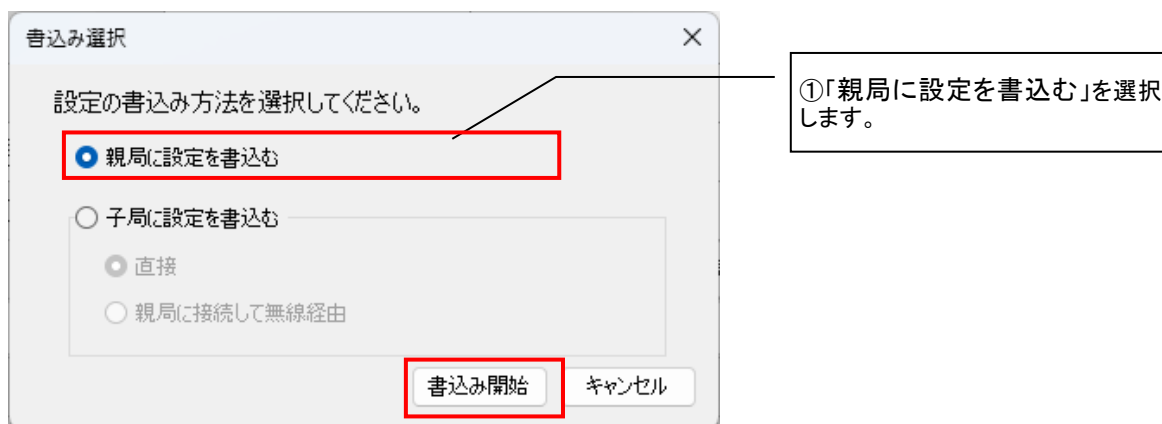 書込み選択
設定の書込み方法を選択してください。
親局に設定を書込む
子局に設定を書込む
直接
親局に接続して無線経由
書込み開始
キャンセル
①「親局に設定を書込む」を選択
します。